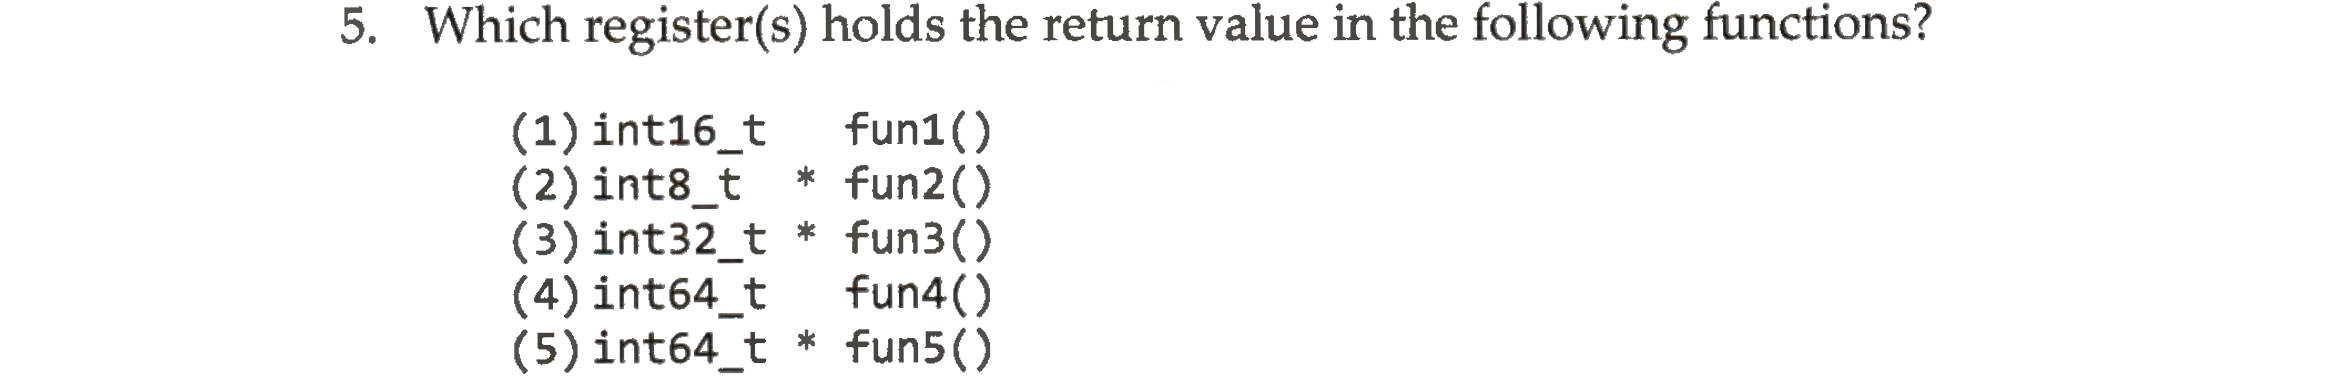 5. Which register(s) holds the return value in the following functions?
(1) int16_t fun1()
(2) int8_t * fun2()
(3) int32_t * fun3()
(4) int64_t fun4()
(5) int64_t * fun5()